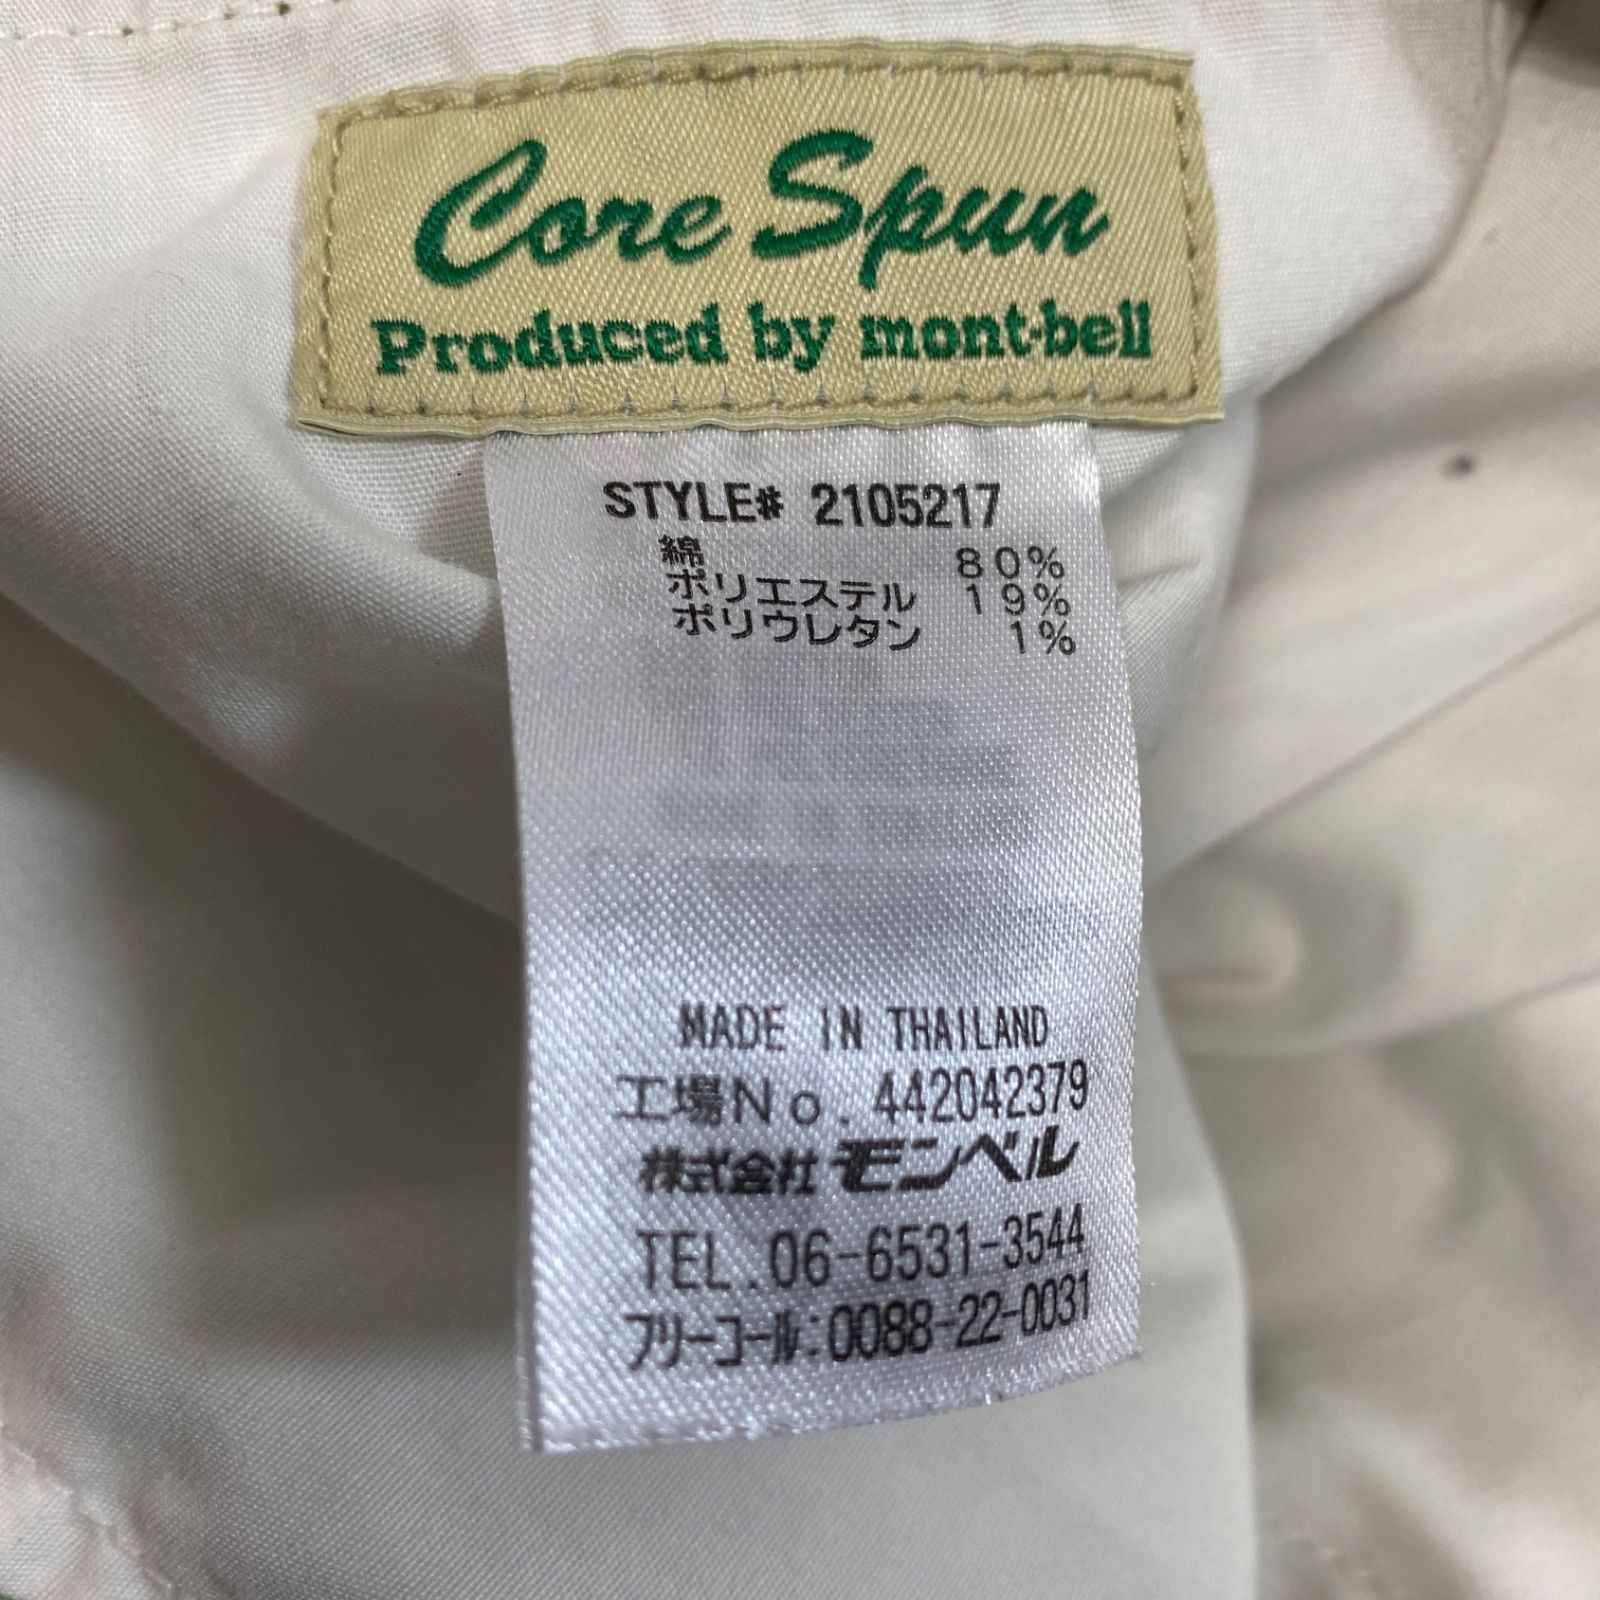 Core Spun
Produced by mont-bell
STYLE# 2105217
綿 80%
ポリエステル 19%
ポリウレタン 1%
MADE IN THAILAND
工場No. 442042379
株式会社 モンベル
TEL. 06-6531-3544
フリーコール:0088-22-0031